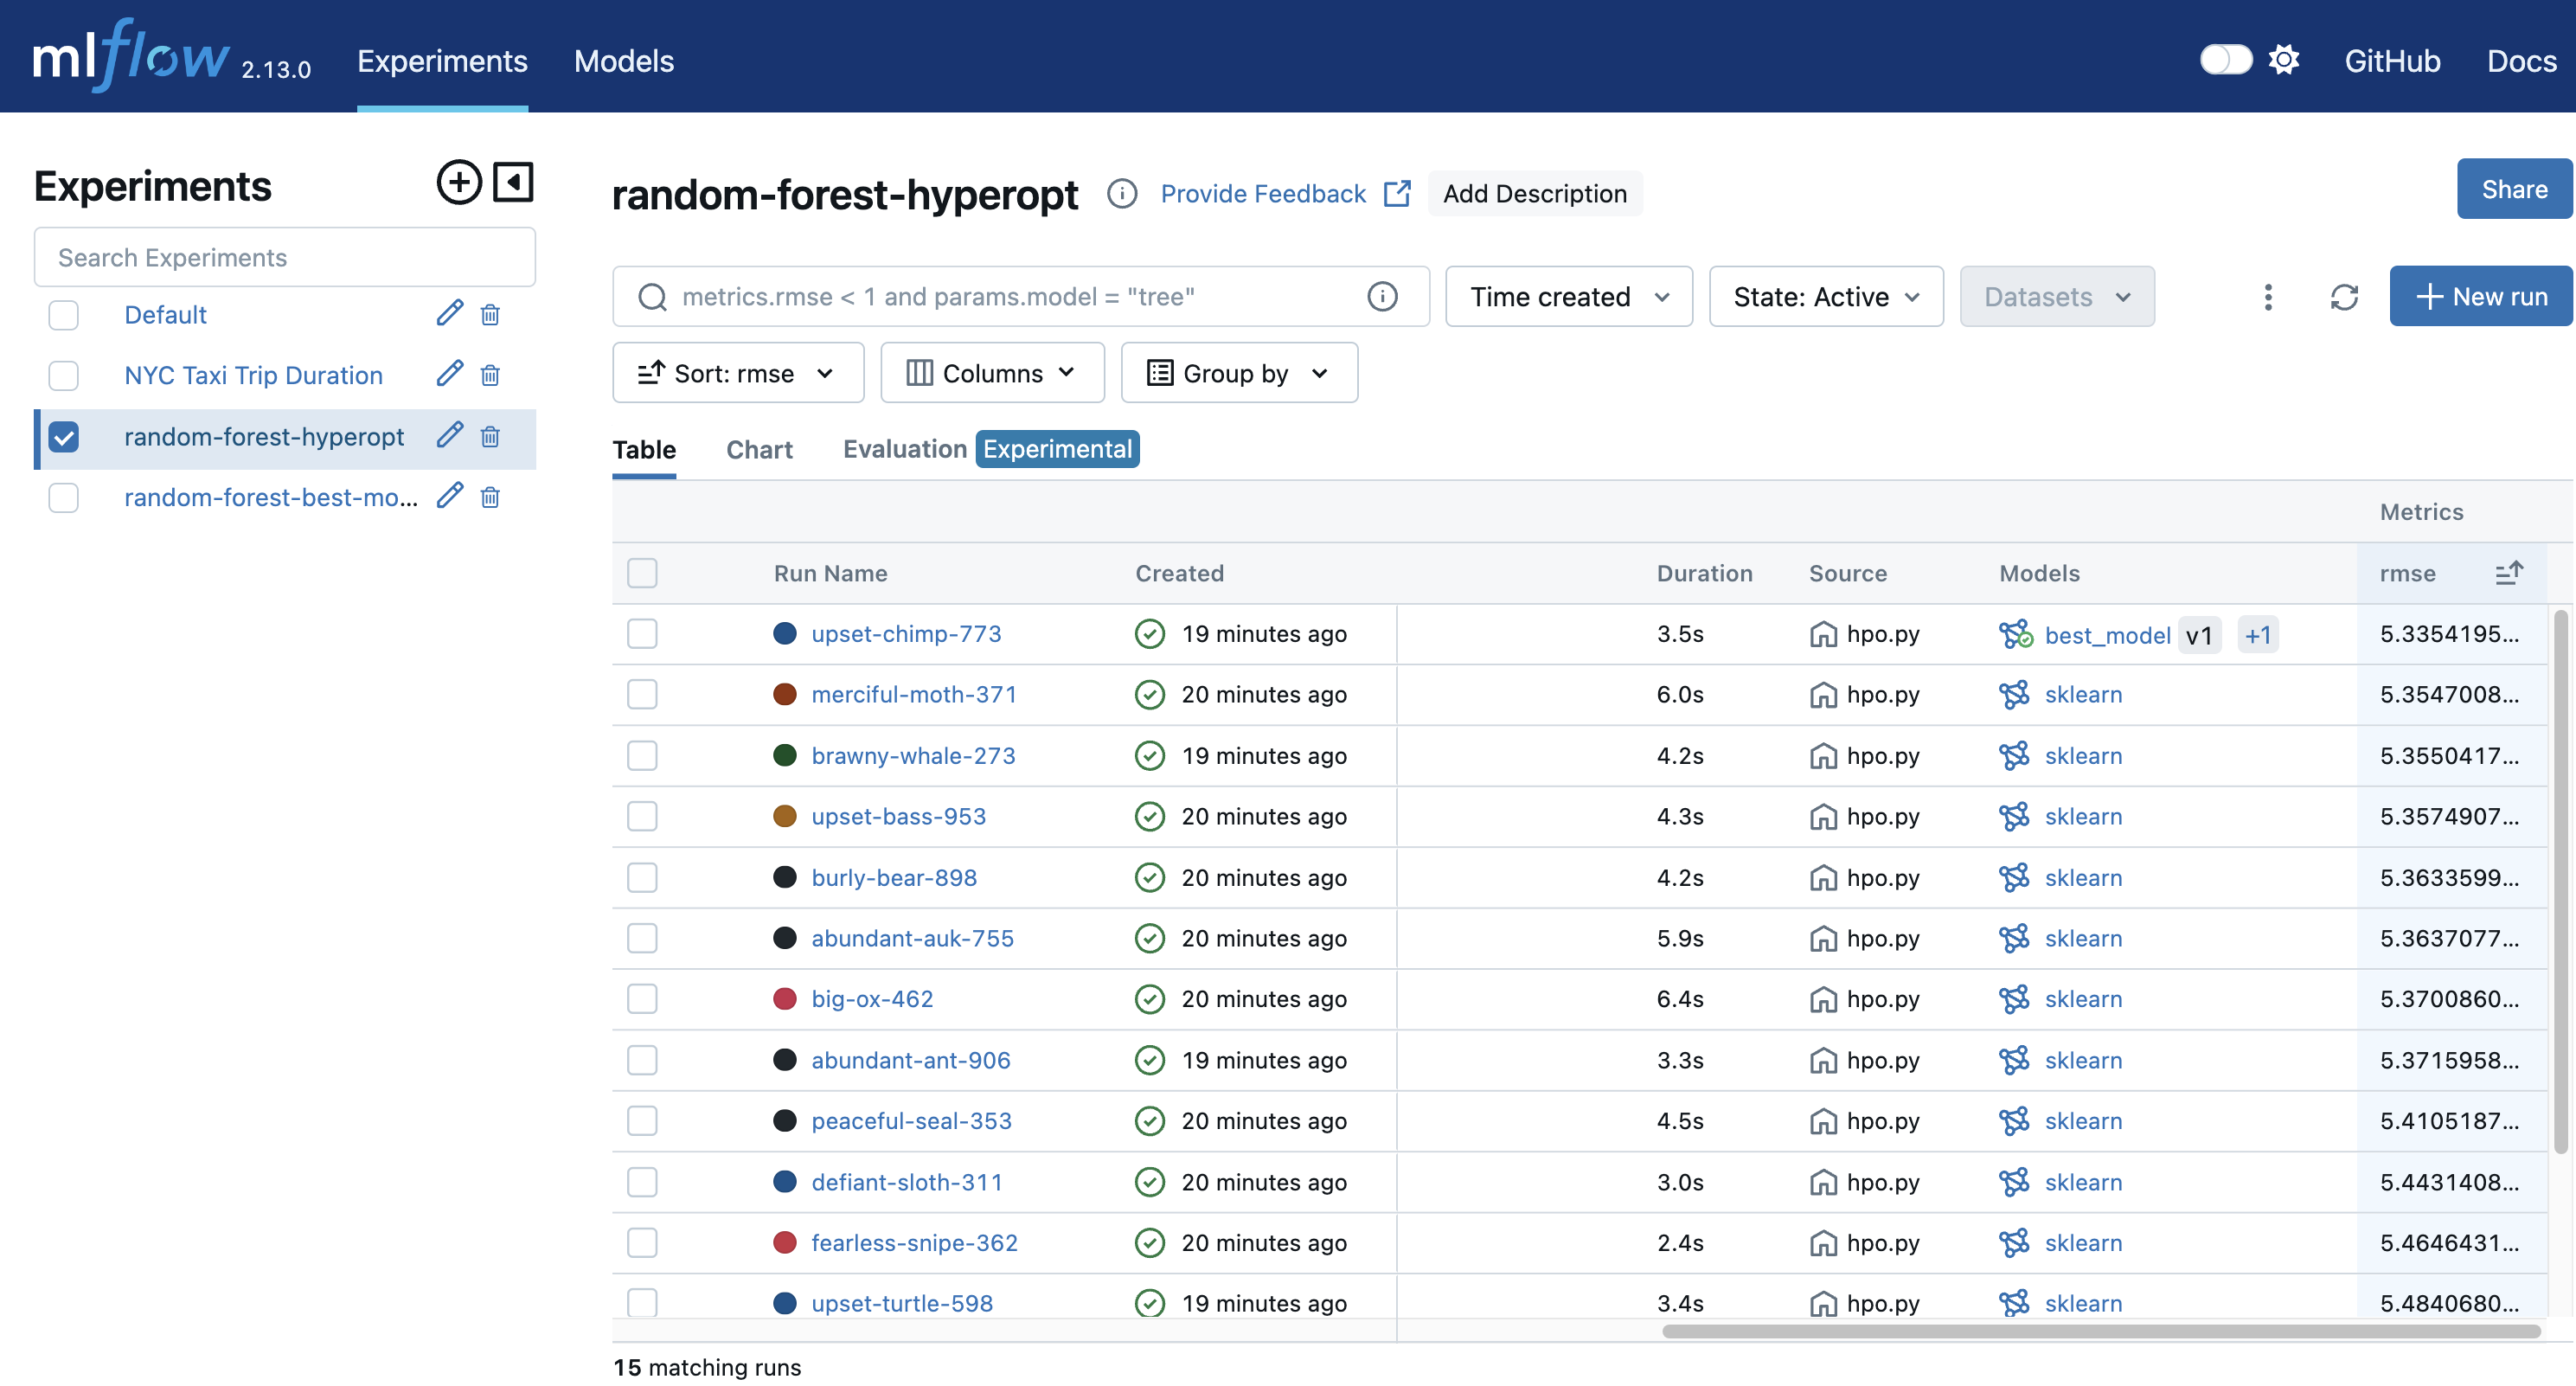 mlflow 2.13.0 Experiments Models GitHub Docs
Experiments
Search Experiments
Default
NYC Taxi Trip Duration
random-forest-hyperopt
random-forest-best-mo...
random-forest-hyperopt Provide Feedback Add Description Share
metrics.rmse < 1 and params.model = "tree" Time created State: Active Datasets New run
Sort: rmse Columns Group by
Table Chart Evaluation Experimental
Metrics
Run Name Created Duration Source Models rmse
upset-chimp-773 19 minutes ago 3.5s hpo.py best_model v1 +1 5.3354195...
merciful-moth-371 20 minutes ago 6.0s hpo.py sklearn 5.3547008...
brawny-whale-273 19 minutes ago 4.2s hpo.py sklearn 5.3550417...
upset-bass-953 20 minutes ago 4.3s hpo.py sklearn 5.3574907...
burly-bear-898 20 minutes ago 4.2s hpo.py sklearn 5.3633599...
abundant-auk-755 20 minutes ago 5.9s hpo.py sklearn 5.3637077...
big-ox-462 20 minutes ago 6.4s hpo.py sklearn 5.3700860...
abundant-ant-906 19 minutes ago 3.3s hpo.py sklearn 5.3715958...
peaceful-seal-353 20 minutes ago 4.5s hpo.py sklearn 5.4105187...
defiant-sloth-311 20 minutes ago 3.0s hpo.py sklearn 5.4431408...
fearless-snipe-362 20 minutes ago 2.4s hpo.py sklearn 5.4646431...
upset-turtle-598 19 minutes ago 3.4s hpo.py sklearn 5.4840680...
15 matching runs